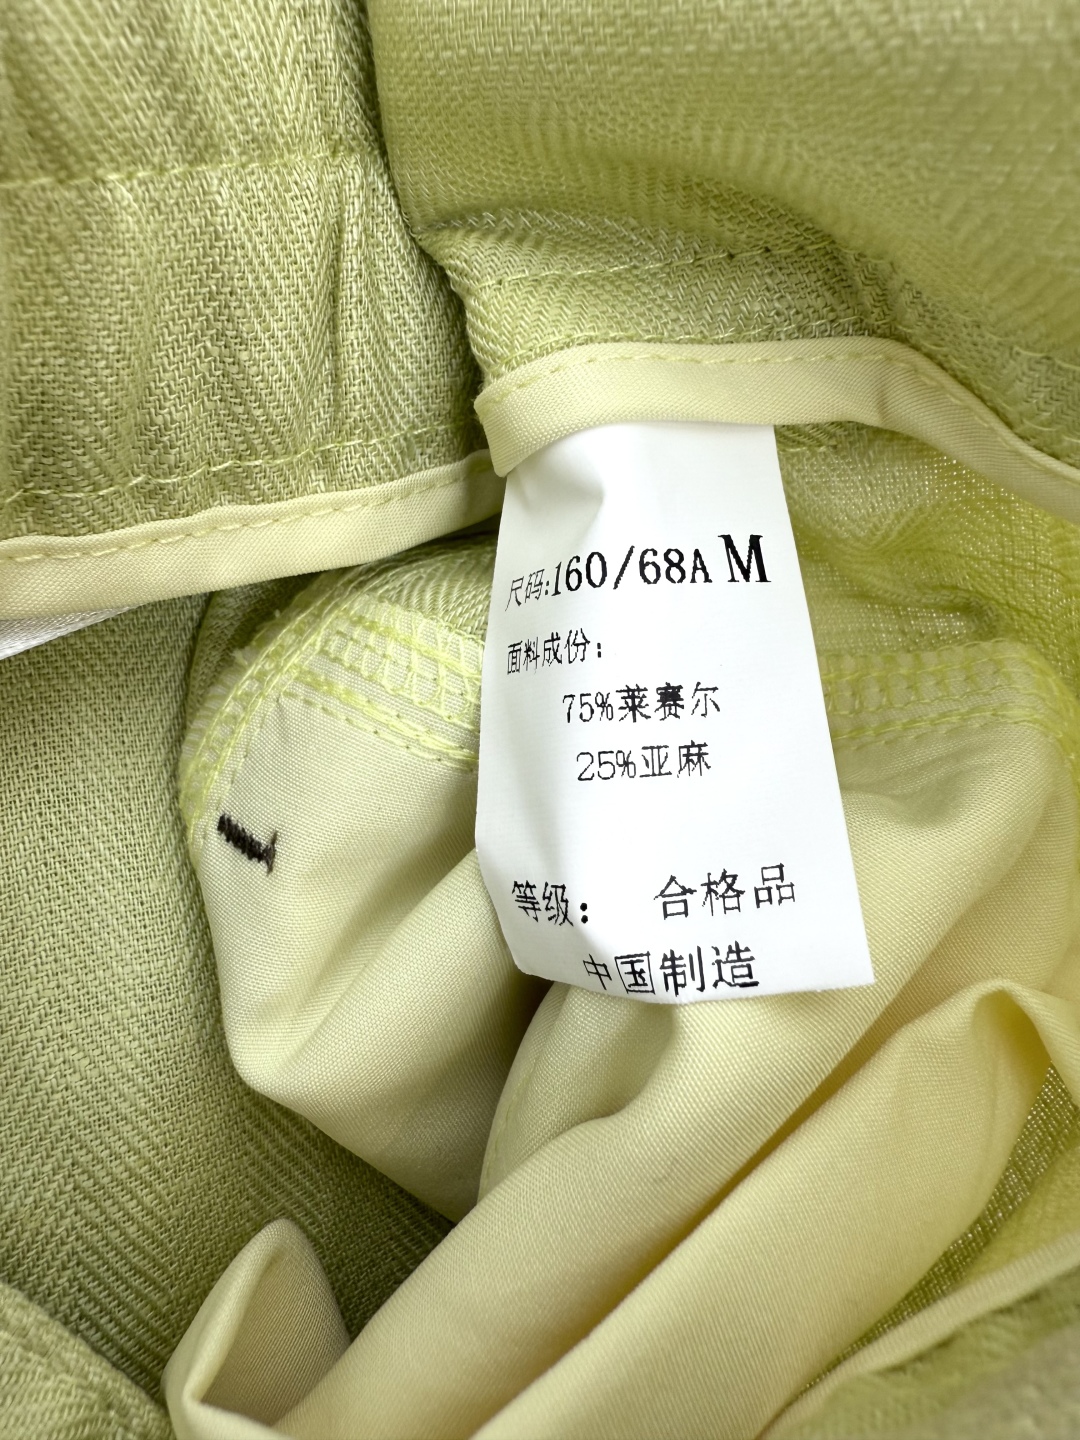 尺码:160/68A M
面料成份:
75%莱赛尔
25%亚麻
等级: 合格品
中国制造